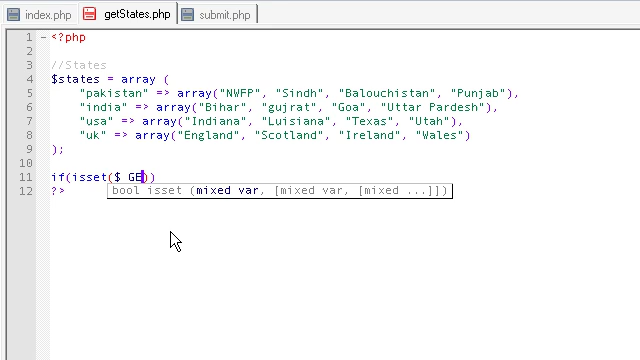 index.php getStates.php submit.php
1 <?php
2
3 //States
4 $states = array (
5 "pakistan" => array("NWFP", "Sindh", "Balouchistan", "Punjab"),
6 "india" => array("Bihar", "gujrat", "Goa", "Uttar Pardesh"),
7 "usa" => array("Indiana", "Luisiana", "Texas", "Utah"),
8 "uk" => array("England", "Scotland", "Ireland", "Wales")
9 );
10
11 if(isset($_GE))
12 ?>
bool isset (mixed var, [mixed var, [mixed ...]])